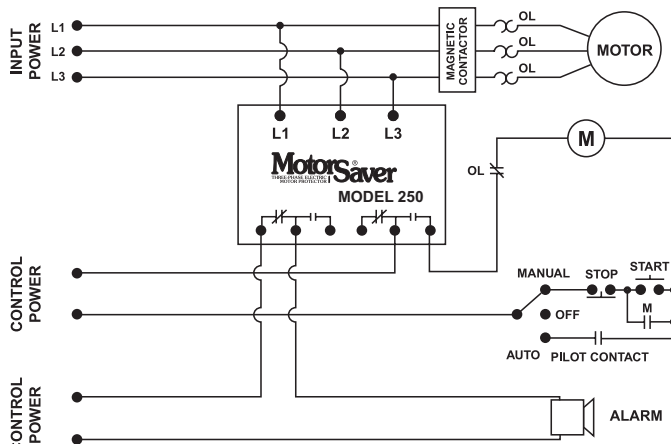 INPUT
POWER
L1
L2
L3
MAGNETIC
CONTACTOR
OL
OL
OL
MOTOR
L1 L2 L3
MotorSaver®
THREE-PHASE ELECTRIC
MOTOR PROTECTOR
MODEL 250
OL
M
CONTROL
POWER
MANUAL STOP START
OFF
M
AUTO PILOT CONTACT
CONTROL
POWER
ALARM